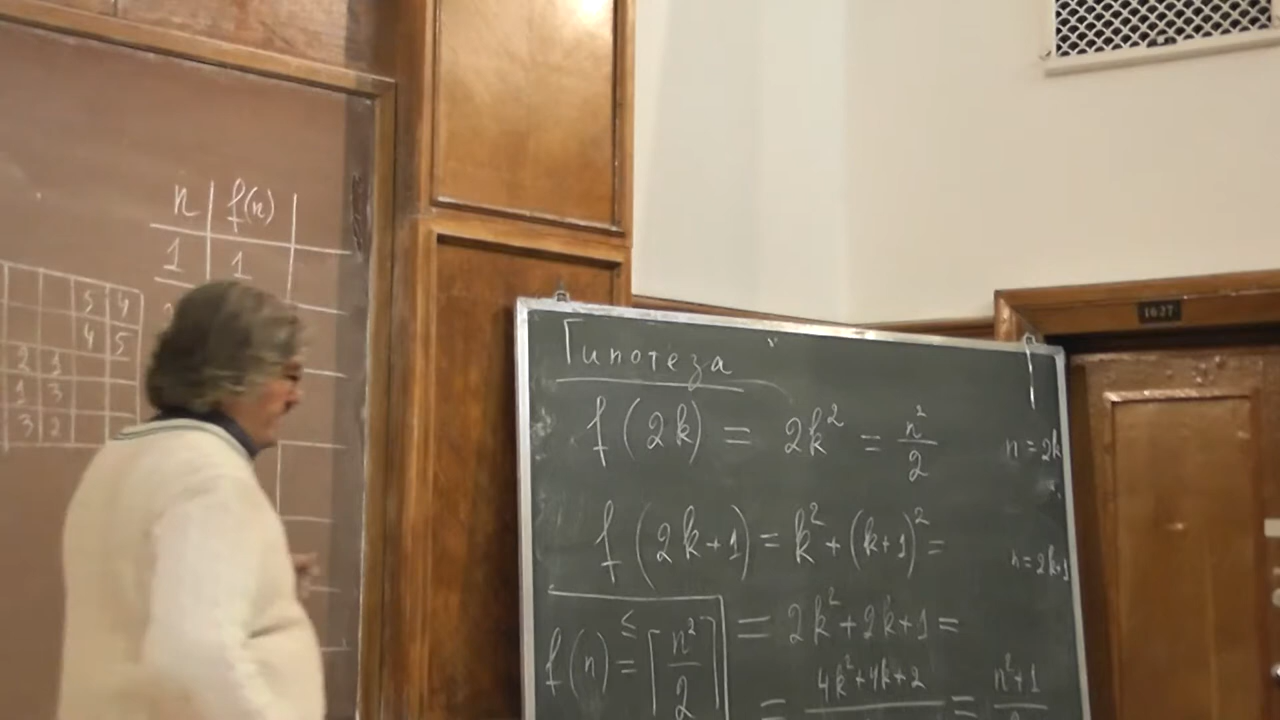 n f(n)
1 1
5 4
4 5
2 1
1 3
3 2
1627
Гипотеза
f(2k) = 2k² = n²/2 n = 2k
f(2k+1) = k² + (k+1)² = n = 2k+1
= 2k² + 2k + 1 =
≤
f(n) = ⌈n²/2⌉
= 4k² + 4k + 2 = n² + 1